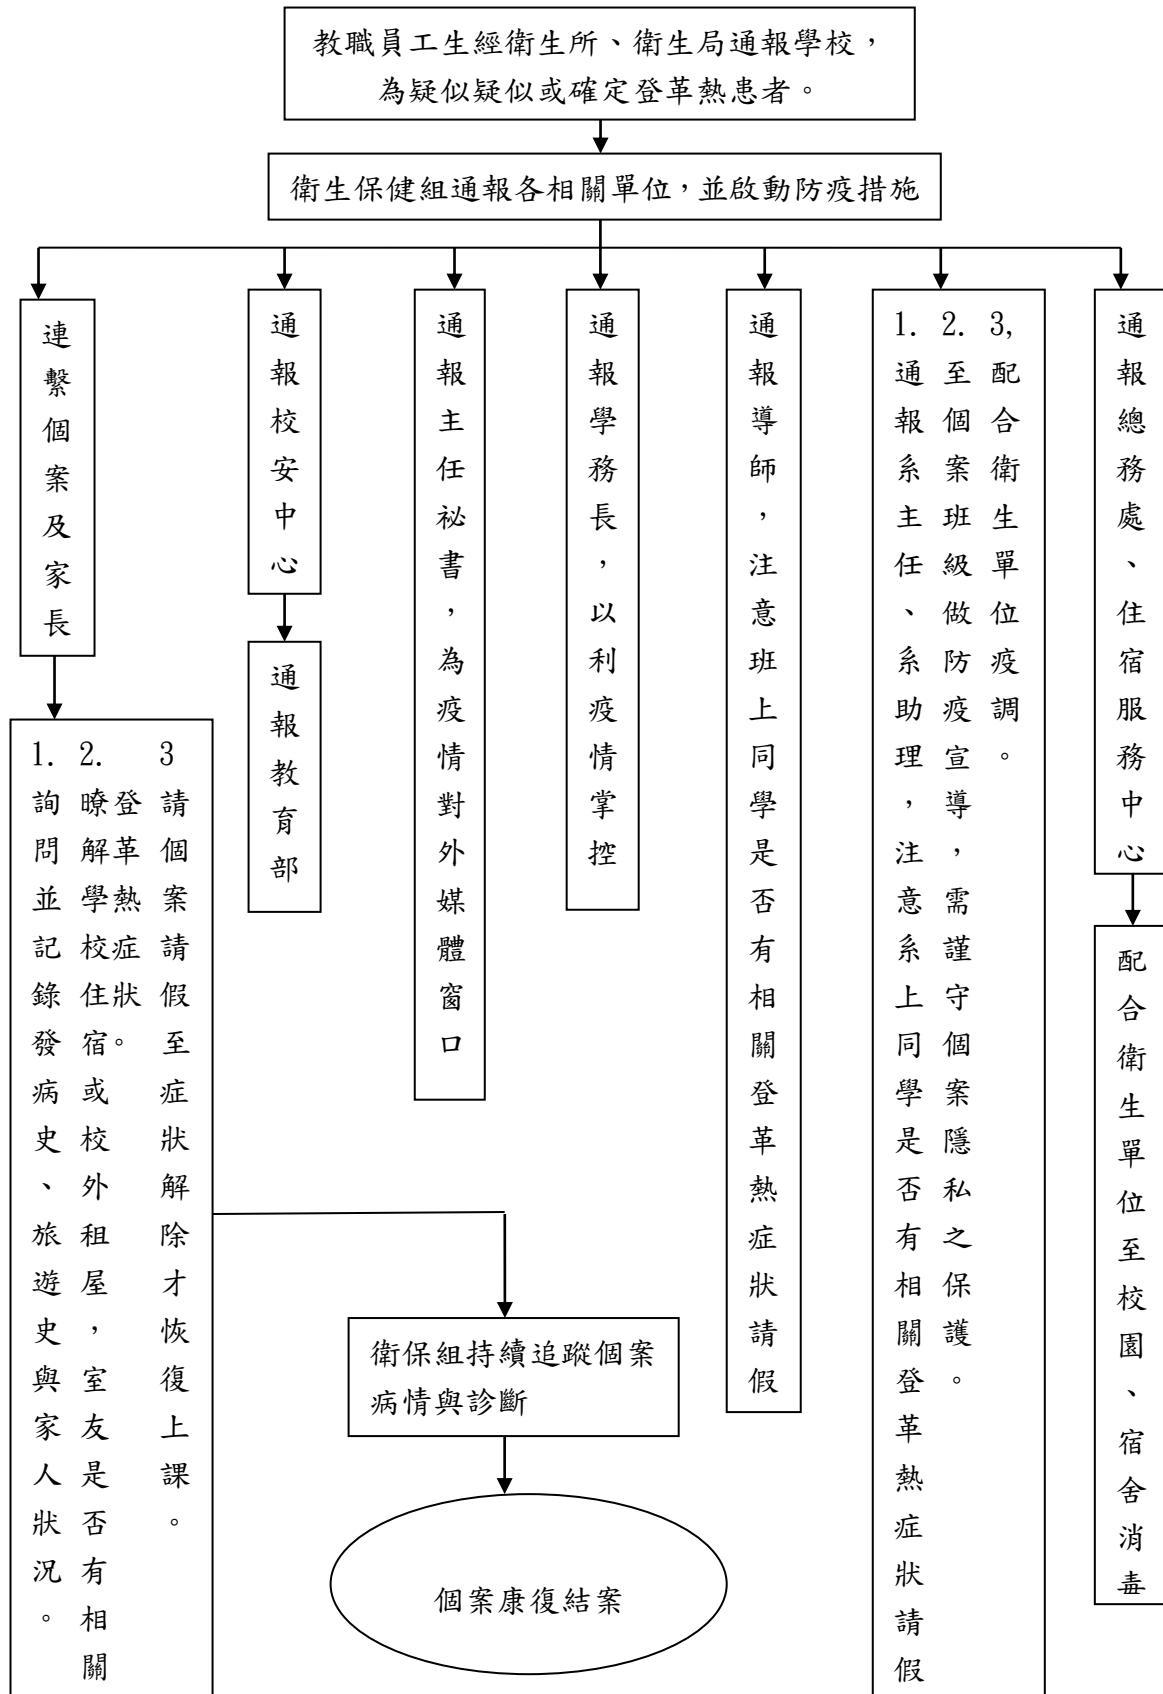 教職員工生經衛生所、衛生局通報學校，
為疑似疑似或確定登革熱患者。
衛生保健組通報各相關單位，並啟動防疫措施
連繫個案及家長
通報校安中心
通報主任祕書，為疫情對外媒體窗口
通報學務長，以利疫情掌控
通報導師，注意班上同學是否有相關登革熱症狀請假
1.通報系主任、系助理，注意系上同學是否有相關登革熱症狀請假
2.至個案班級做防疫宣導，需謹守個案隱私之保護。
3,配合衛生單位疫調。
通報總務處、住宿服務中心
通報教育部
1.詢問並記錄發病史、旅遊史與家人狀況。
2.瞭解學校住宿或校外租屋，室友是否有相關
登革熱症狀。
3請個案請假至症狀解除才恢復上課。
配合衛生單位至校園、宿舍消毒
衛保組持續追蹤個案
病情與診斷
個案康復結案